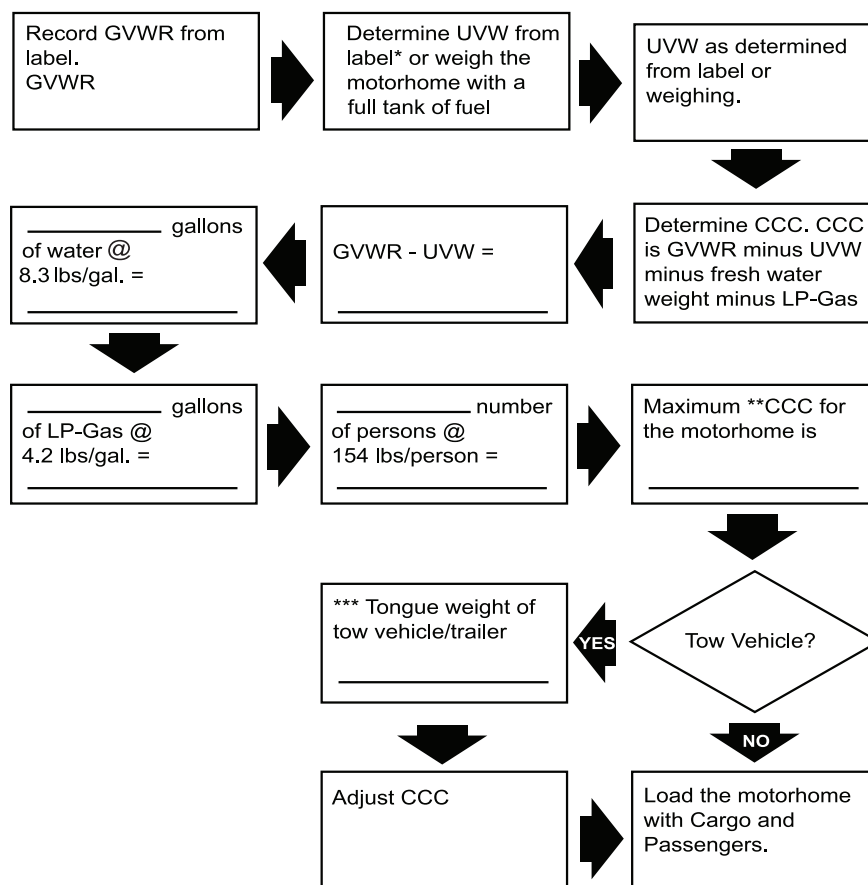 Record GVWR from
label.
GVWR
Determine UVW from
label* or weigh the
motorhome with a
full tank of fuel
UVW as determined
from label or
weighing.
Determine CCC. CCC
is GVWR minus UVW
minus fresh water
weight minus LP-Gas
GVWR - UVW =
gallons
of water @
8.3 lbs/gal. =
gallons
of LP-Gas @
4.2 lbs/gal. =
number
of persons @
154 lbs/person =
Maximum **CCC for
the motorhome is
Tow Vehicle?
YES
*** Tongue weight of
tow vehicle/trailer
NO
Adjust CCC
Load the motorhome
with Cargo and
Passengers.